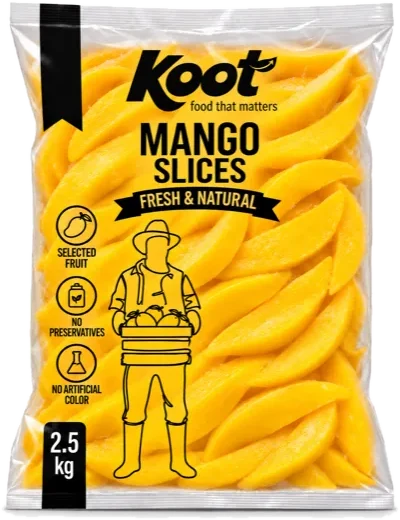 Koot
food that matters
MANGO
SLICES
FRESH & NATURAL
SELECTED
FRUIT
NO
PRESERVATIVES
NO ARTIFICIAL
COLOR
2.5
kg